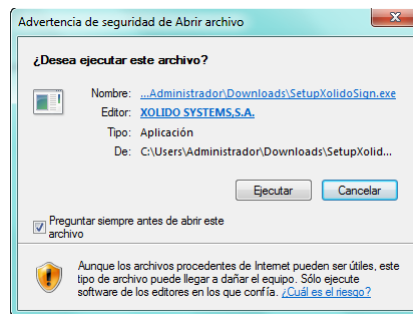 Advertencia de seguridad de Abrir archivo
¿Desea ejecutar este archivo?
Nombre: ...Administrador\Downloads\SetupXolidoSign.exe
Editor: XOLIDO SYSTEMS,S.A.
Tipo: Aplicación
De: C:\Users\Administrador\Downloads\SetupXolid...
Ejecutar Cancelar
Preguntar siempre antes de abrir este
archivo
Aunque los archivos procedentes de Internet pueden ser útiles, este
tipo de archivo puede llegar a dañar el equipo. Sólo ejecute
software de los editores en los que confía. ¿Cuál es el riesgo?